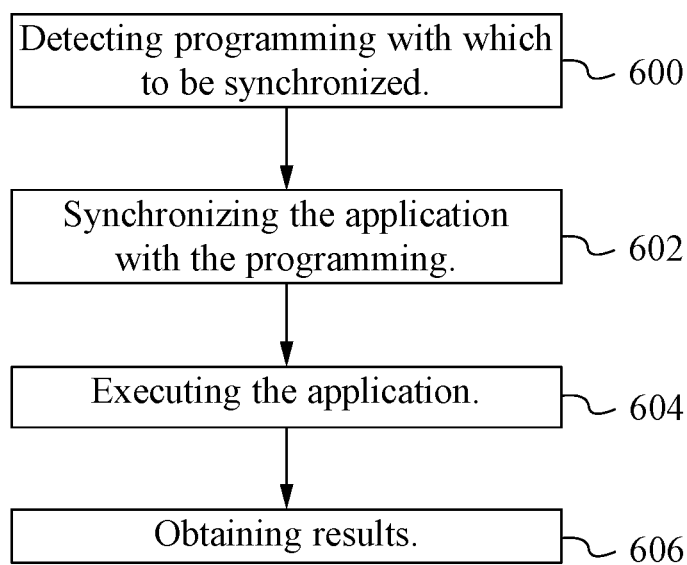 Detecting programming with which
to be synchronized.
600
Synchronizing the application
with the programming.
602
Executing the application.
604
Obtaining results.
606